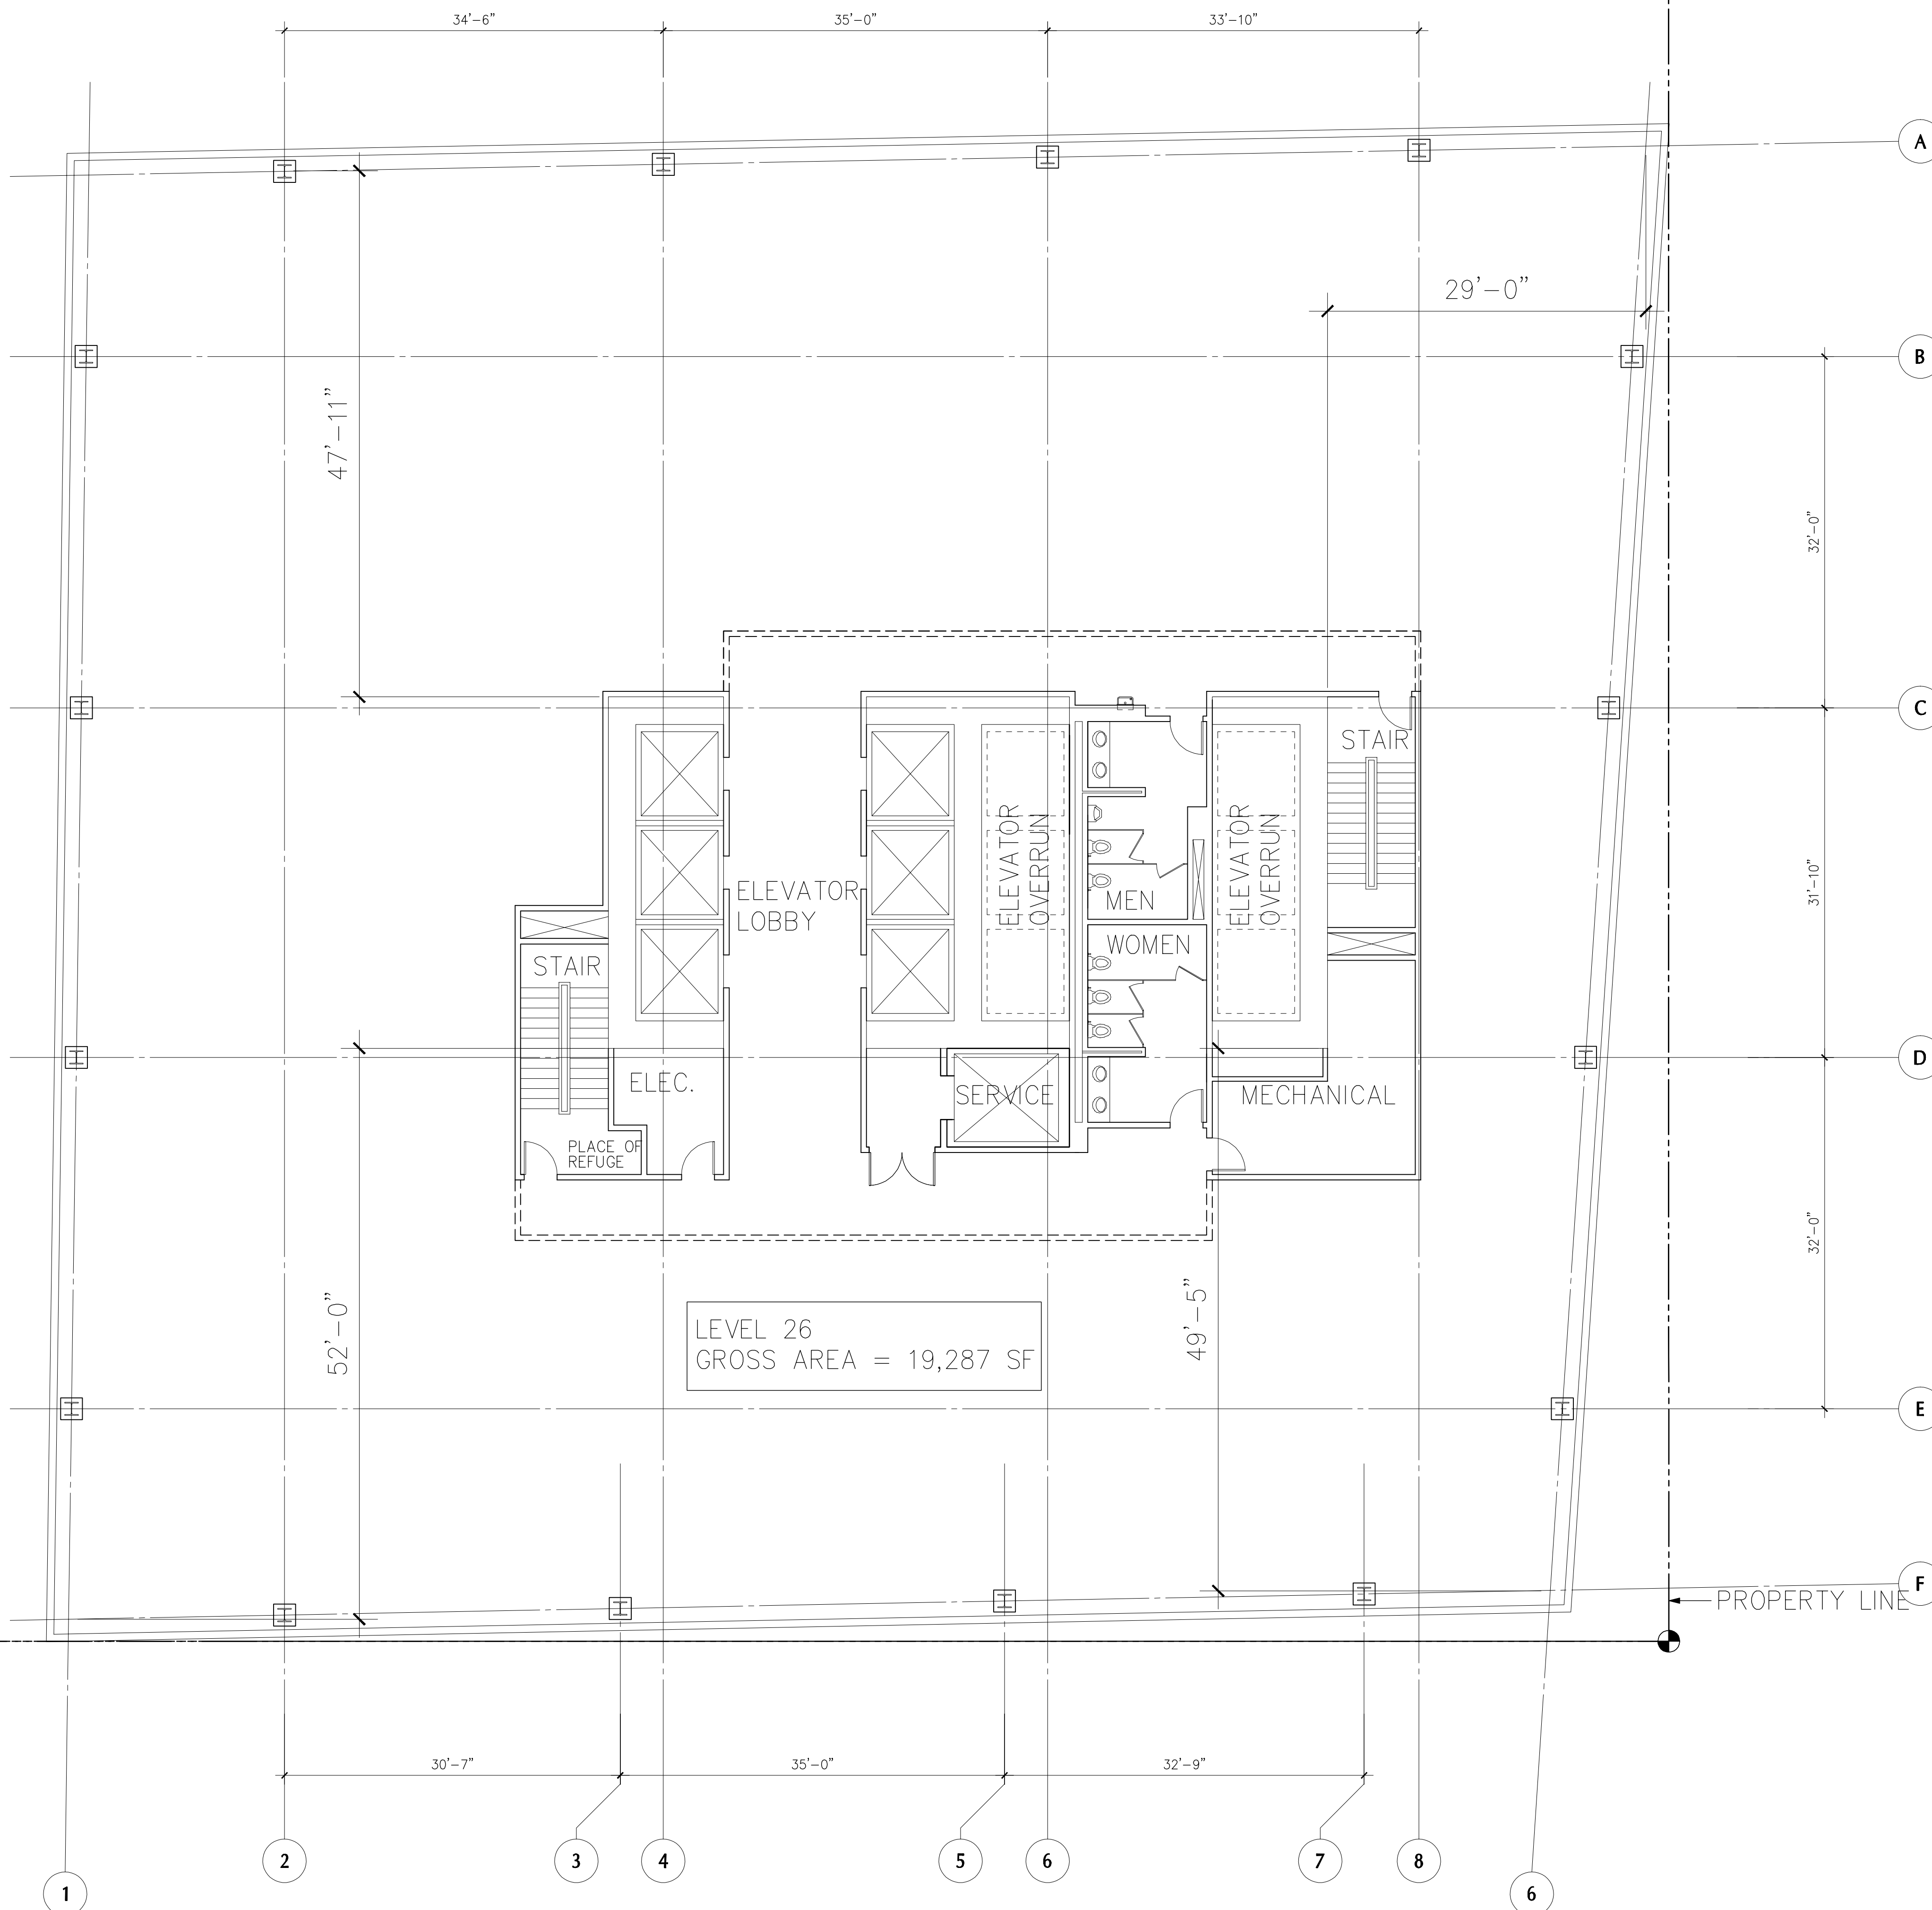 34'-6"
35'-0"
33'-10"
A
29'-0"
B
47'-11"
32'-0"
C
STAIR
ELEVATOR
OVERRUN
ELEVATOR
OVERRUN
31'-10"
ELEVATOR
LOBBY
MEN
WOMEN
STAIR
D
ELEC.
SERVICE
MECHANICAL
PLACE OF
REFUGE
32'-0"
52'-0"
49'-5"
LEVEL 26
GROSS AREA = 19,287 SF
E
F
PROPERTY LINE
30'-7"
35'-0"
32'-9"
2
3
4
5
6
7
8
1
6